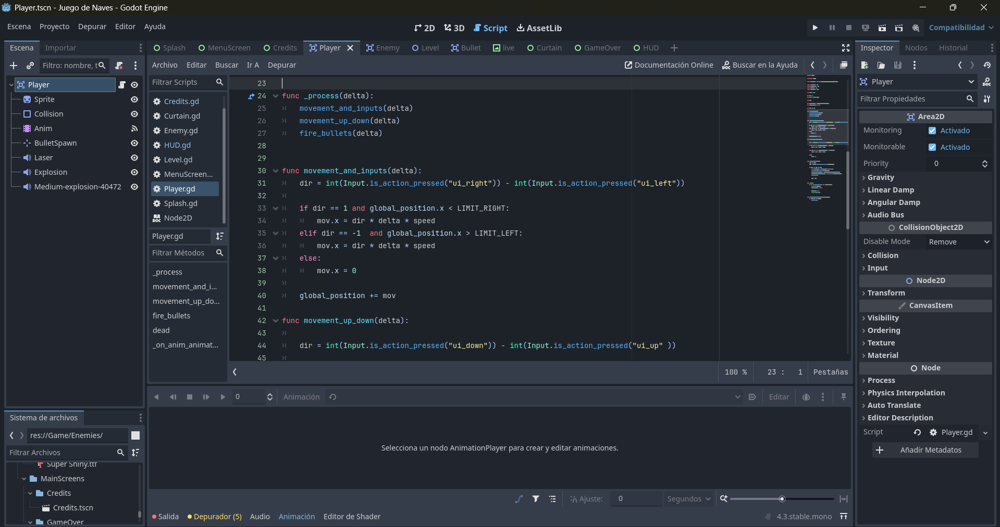 Player.tscn - Juego de Naves - Godot Engine
Escena Proyecto Depurar Editor Ayuda
2D 3D Script AssetLib
Compatibilidad
Escena Importar
Filtro: nombre, t
Player
Sprite
Collision
Anim
BulletSpawn
Laser
Explosion
Medium-explosion-40472
Sistema de archivos
res://Game/Enemies/
Filtrar Archivos
Super Shiny.ttf
MainScreens
Credits
Credits.tscn
GameOver
Splash MenuScreen Credits Player Enemy Level Bullet live Curtain GameOver HUD
Archivo Editar Buscar Ir A Depurar
Documentación Online Buscar en la Ayuda
Filtrar Scripts
Credits.gd
Curtain.gd
Enemy.gd
HUD.gd
Level.gd
MenuScreen...
Player.gd
Splash.gd
Node2D
Player.gd
Filtrar Métodos
_process
movement_and_i...
movement_up_do...
fire_bullets
dead
_on_anim_animat...
23
24 func _process(delta):
25 movement_and_inputs(delta)
26 movement_up_down(delta)
27 fire_bullets(delta)
28
29
30 func movement_and_inputs(delta):
31 dir = int(Input.is_action_pressed("ui_right")) - int(Input.is_action_pressed("ui_left"))
32
33 if dir == 1 and global_position.x < LIMIT_RIGHT:
34 mov.x = dir * delta * speed
35 elif dir == -1  and global_position.x > LIMIT_LEFT:
36 mov.x = dir * delta * speed
37 else:
38 mov.x = 0
39
40 global_position += mov
41
42 func movement_up_down(delta):
43
44 dir = int(Input.is_action_pressed("ui_down")) - int(Input.is_action_pressed("ui_up" ))
45
100 % 23 : 1 Pestañas
0 Animación Editar
Selecciona un nodo AnimationPlayer para crear y editar animaciones.
Ajuste: 0 Segundos
Salida Depurador (5) Audio Animación Editor de Shader
4.3.stable.mono
Inspector Nodos Historial
Player
Filtrar Propiedades
Area2D
Monitoring Activado
Monitorable Activado
Priority 0
Gravity
Linear Damp
Angular Damp
Audio Bus
CollisionObject2D
Disable Mode Remove
Collision
Input
Node2D
Transform
CanvasItem
Visibility
Ordering
Texture
Material
Node
Process
Physics Interpolation
Auto Translate
Editor Description
Script Player.gd
Añadir Metadatos